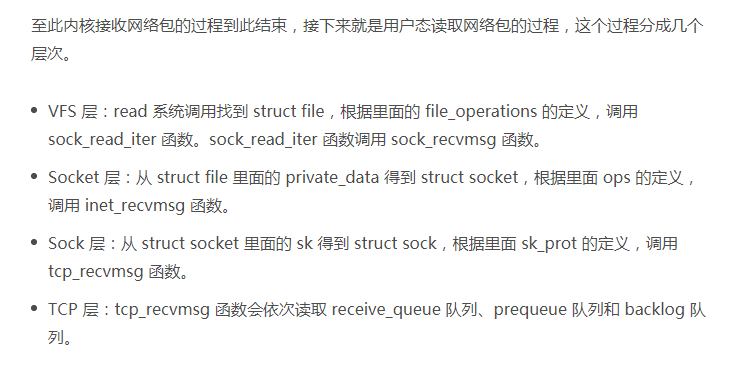 至此内核接收网络包的过程到此结束，接下来就是用户态读取网络包的过程，这个过程分成几个
层次。
• VFS 层：read 系统调用找到 struct file，根据里面的 file_operations 的定义，调用
sock_read_iter 函数。sock_read_iter 函数调用 sock_recvmsg 函数。
• Socket 层：从 struct file 里面的 private_data 得到 struct socket，根据里面 ops 的定义，
调用 inet_recvmsg 函数。
• Sock 层：从 struct socket 里面的 sk 得到 struct sock，根据里面 sk_prot 的定义，调用
tcp_recvmsg 函数。
• TCP 层：tcp_recvmsg 函数会依次读取 receive_queue 队列、prequeue 队列和 backlog 队
列。